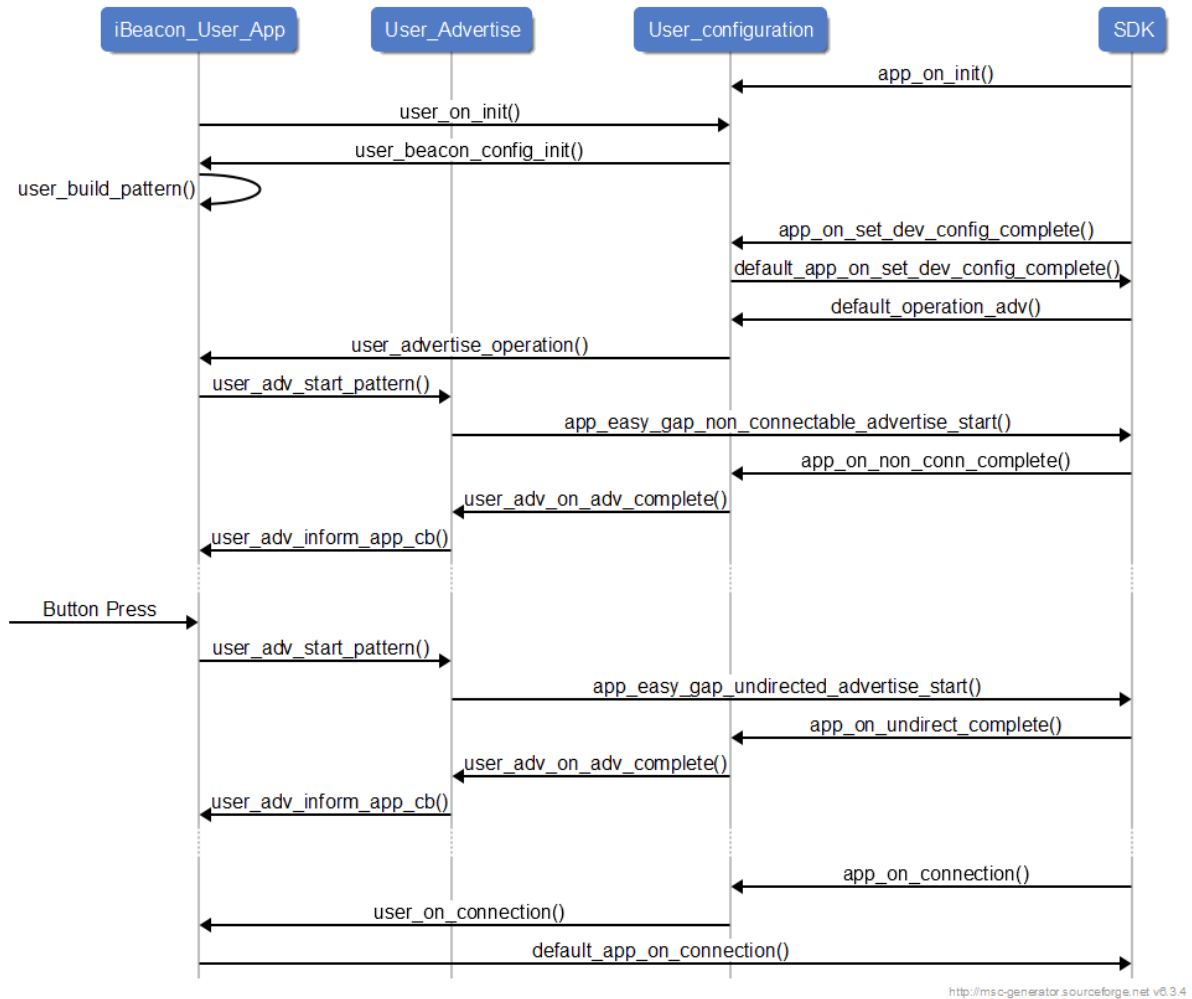 iBeacon_User_App User_Advertise User_configuration SDK
app_on_init()
user_on_init()
user_beacon_config_init()
user_build_pattern()
app_on_set_dev_config_complete()
default_app_on_set_dev_config_complete()
default_operation_adv()
user_advertise_operation()
user_adv_start_pattern()
app_easy_gap_non_connectable_advertise_start()
app_on_non_conn_complete()
user_adv_on_adv_complete()
user_adv_inform_app_cb()
Button Press
user_adv_start_pattern()
app_easy_gap_undirected_advertise_start()
app_on_undirect_complete()
user_adv_on_adv_complete()
user_adv_inform_app_cb()
app_on_connection()
user_on_connection()
default_app_on_connection()
http://msc-generator.sourceforge.net v6.3.4